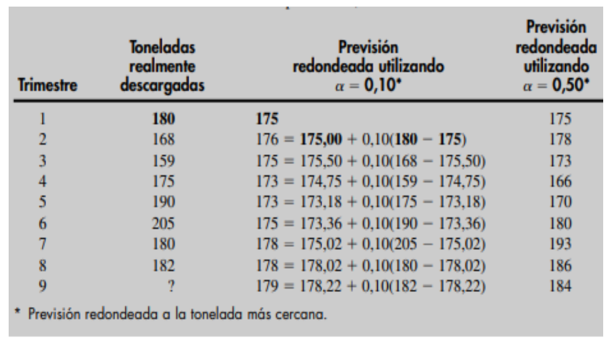 Trimestre Toneladas realmente descargadas Previsión redondeada utilizando α = 0,10* Previsión redondeada utilizando α = 0,50*
1 180 175 175
2 168 176 = 175,00 + 0,10(180 − 175) 178
3 159 175 = 175,50 + 0,10(168 − 175,50) 173
4 175 173 = 174,75 + 0,10(159 − 174,75) 166
5 190 173 = 173,18 + 0,10(175 − 173,18) 170
6 205 175 = 173,36 + 0,10(190 − 173,36) 180
7 180 178 = 175,02 + 0,10(205 − 175,02) 193
8 182 178 = 178,02 + 0,10(180 − 178,02) 186
9 ? 179 = 178,22 + 0,10(182 − 178,22) 184
* Previsión redondeada a la tonelada más cercana.